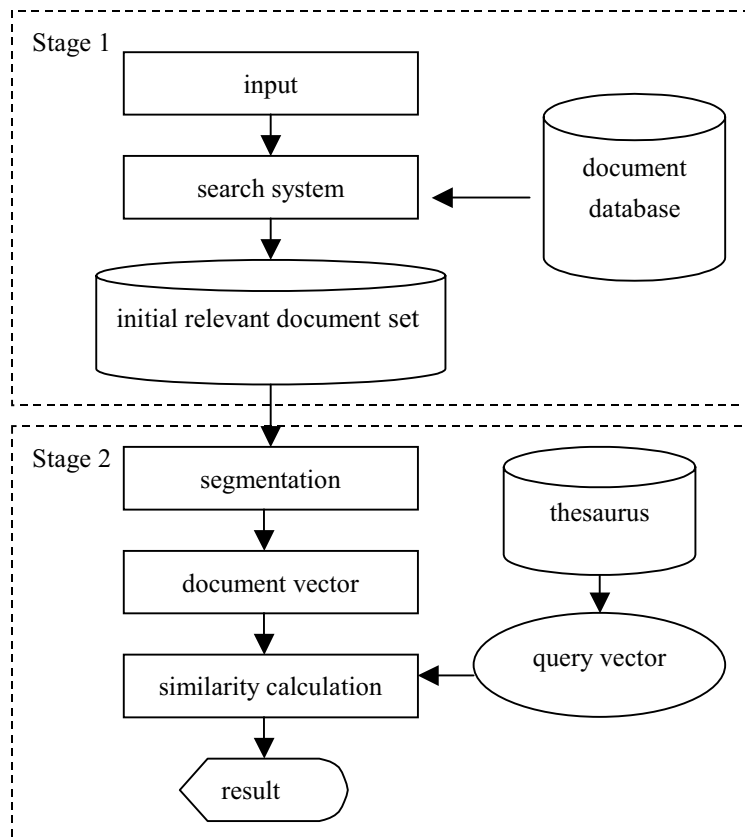 Stage 1
input
search system
document
database
initial relevant document set
Stage 2
segmentation
thesaurus
document vector
query vector
similarity calculation
result